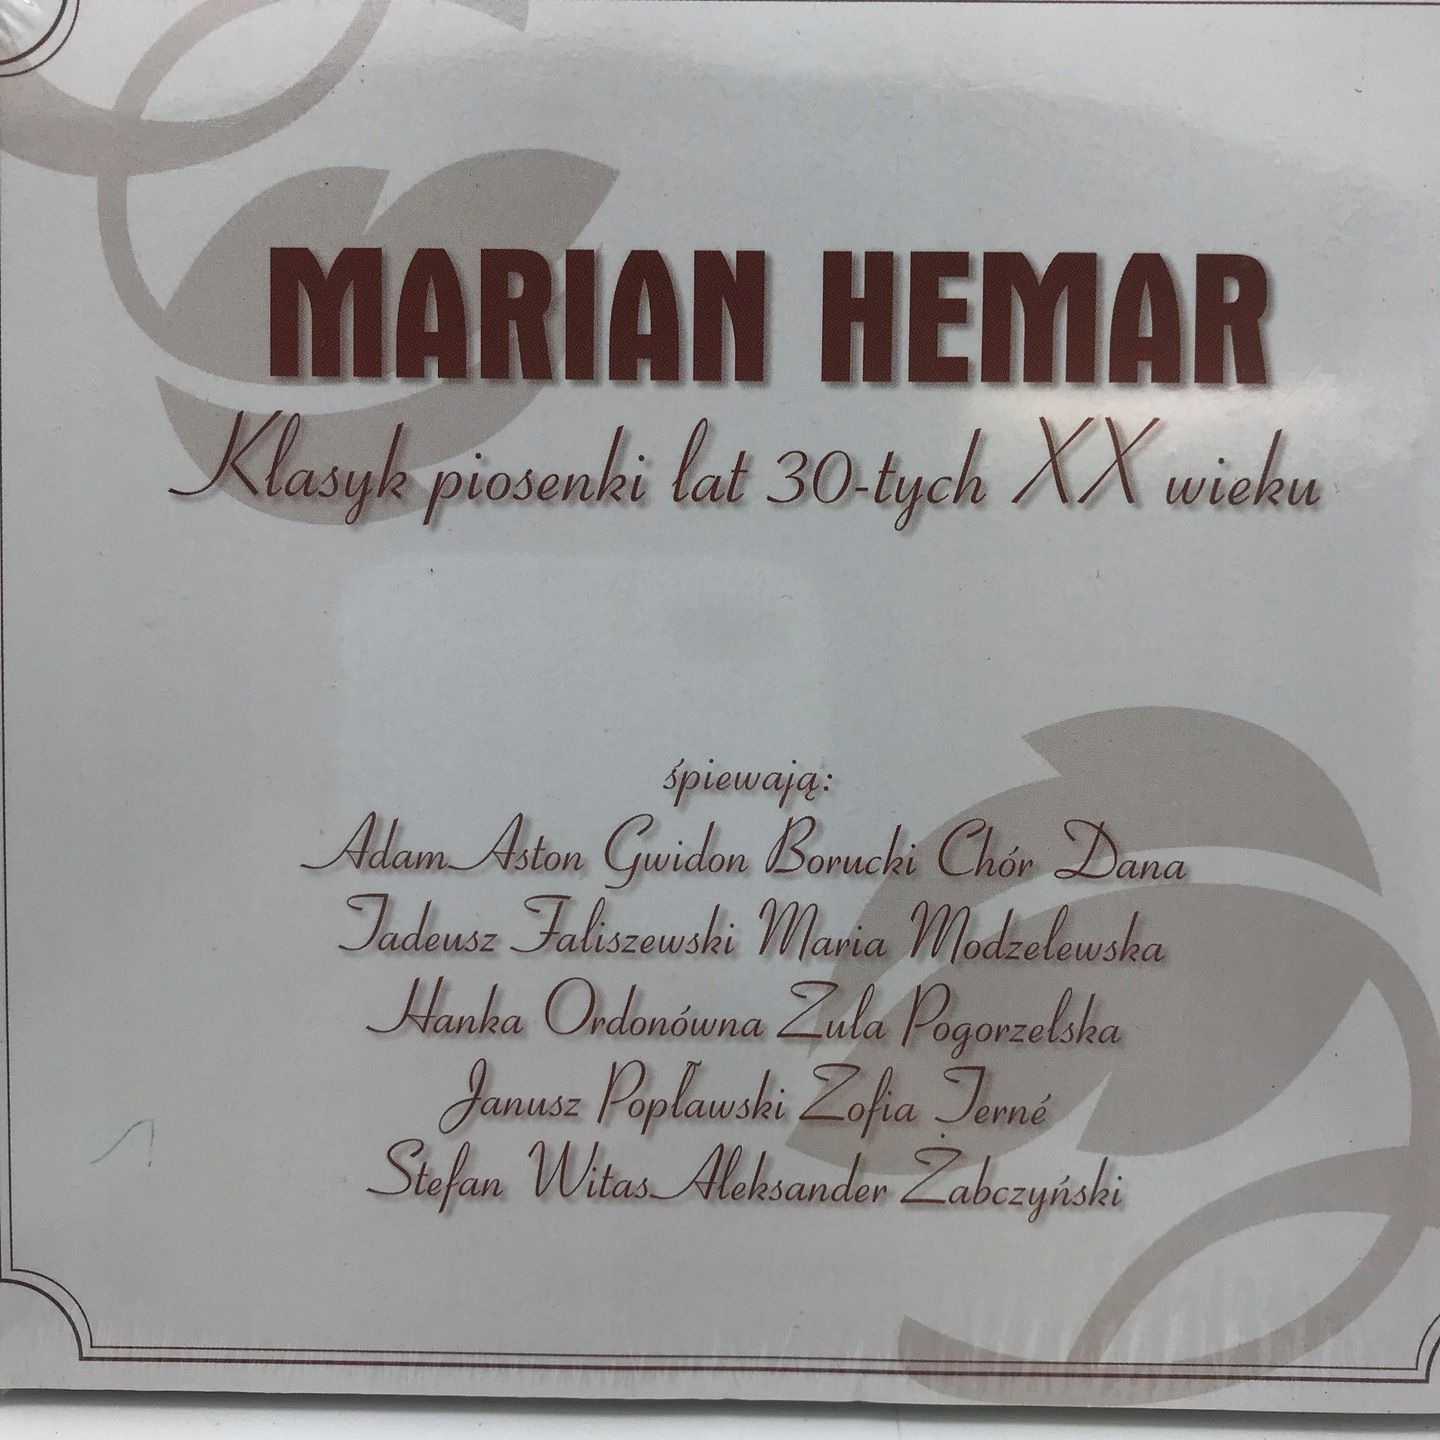 MARIAN HEMAR
Klasyk piosenki lat 30-tych XX wieku
śpiewają:
Adam Aston Gwidon Borucki Chór Dana
Tadeusz Faliszewski Maria Modzelewska
Hanka Ordonówna Zula Pogorzelska
Janusz Popławski Zofia Terné
Stefan Witas Aleksander Żabczyński